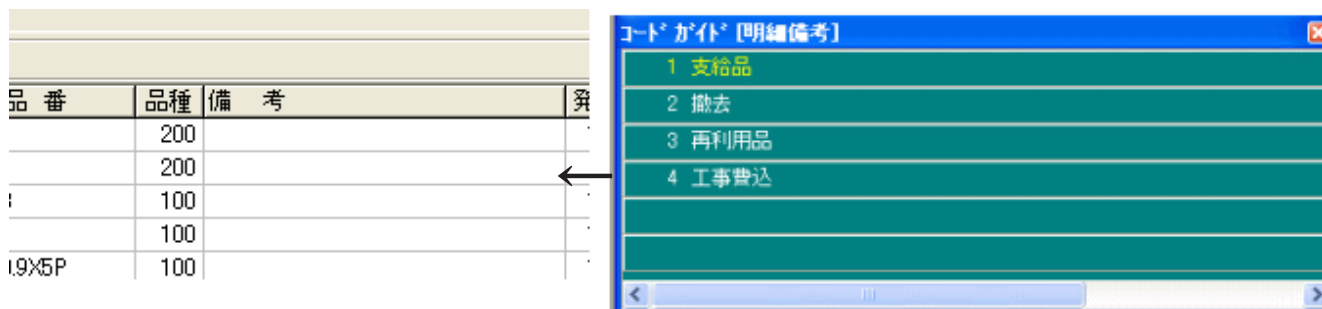 品 番 品種 備 考 発
200
200
100
100
.9X5P 100
コード ガイド [明細備考]
1 支給品
2 撤去
3 再利用品
4 工事費込